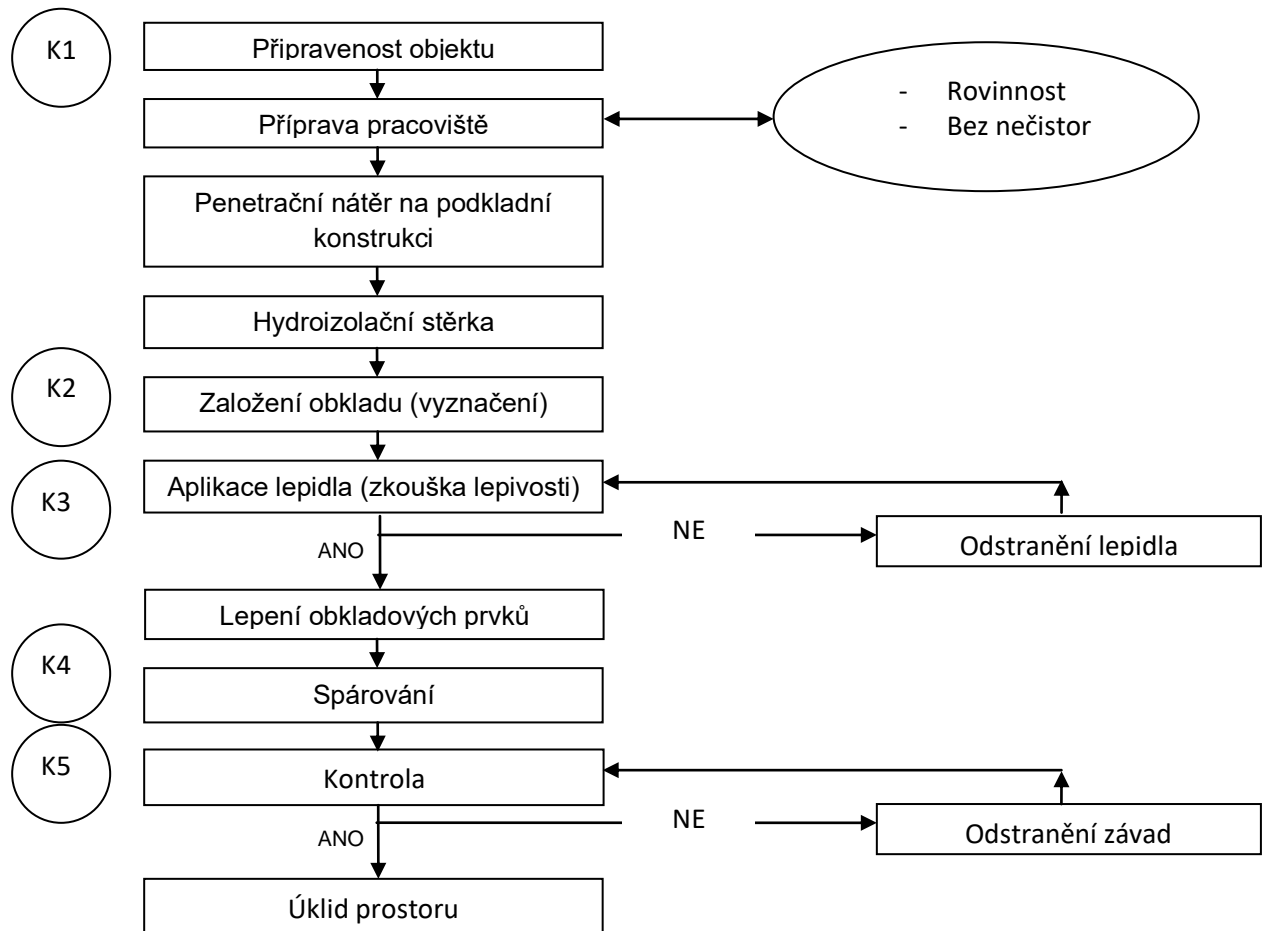 K1
Připravenost objektu
- Rovinnost
- Bez nečistor
Příprava pracoviště
Penetrační nátěr na podkladní
konstrukci
Hydroizolační stěrka
K2
Založení obkladu (vyznačení)
K3
Aplikace lepidla (zkouška lepivosti)
NE
Odstranění lepidla
ANO
Lepení obkladových prvků
K4
Spárování
K5
Kontrola
NE
Odstranění závad
ANO
Úklid prostoru